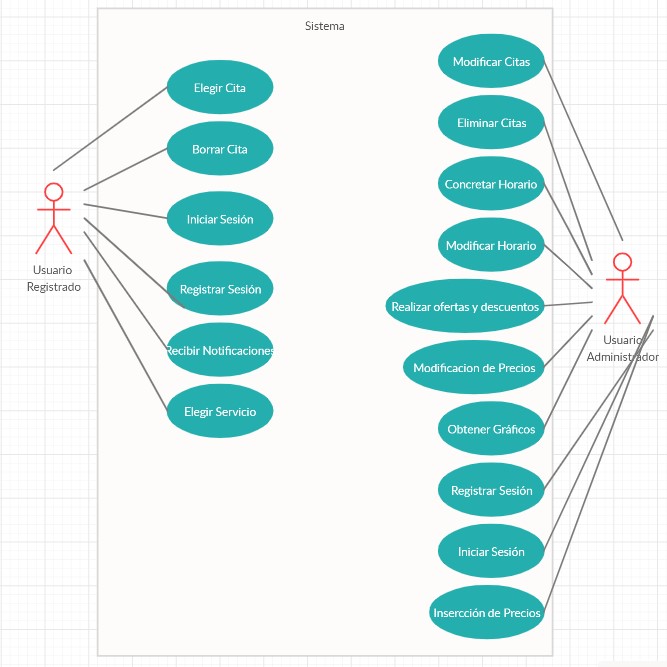 Sistema
Elegir Cita
Borrar Cita
Iniciar Sesión
Registrar Sesión
Recibir Notificaciones
Elegir Servicio
Usuario
Registrado
Modificar Citas
Eliminar Citas
Concretar Horario
Modificar Horario
Realizar ofertas y descuentos
Modificacion de Precios
Obtener Gráficos
Registrar Sesión
Iniciar Sesión
Insercción de Precios
Usuario
Administrador